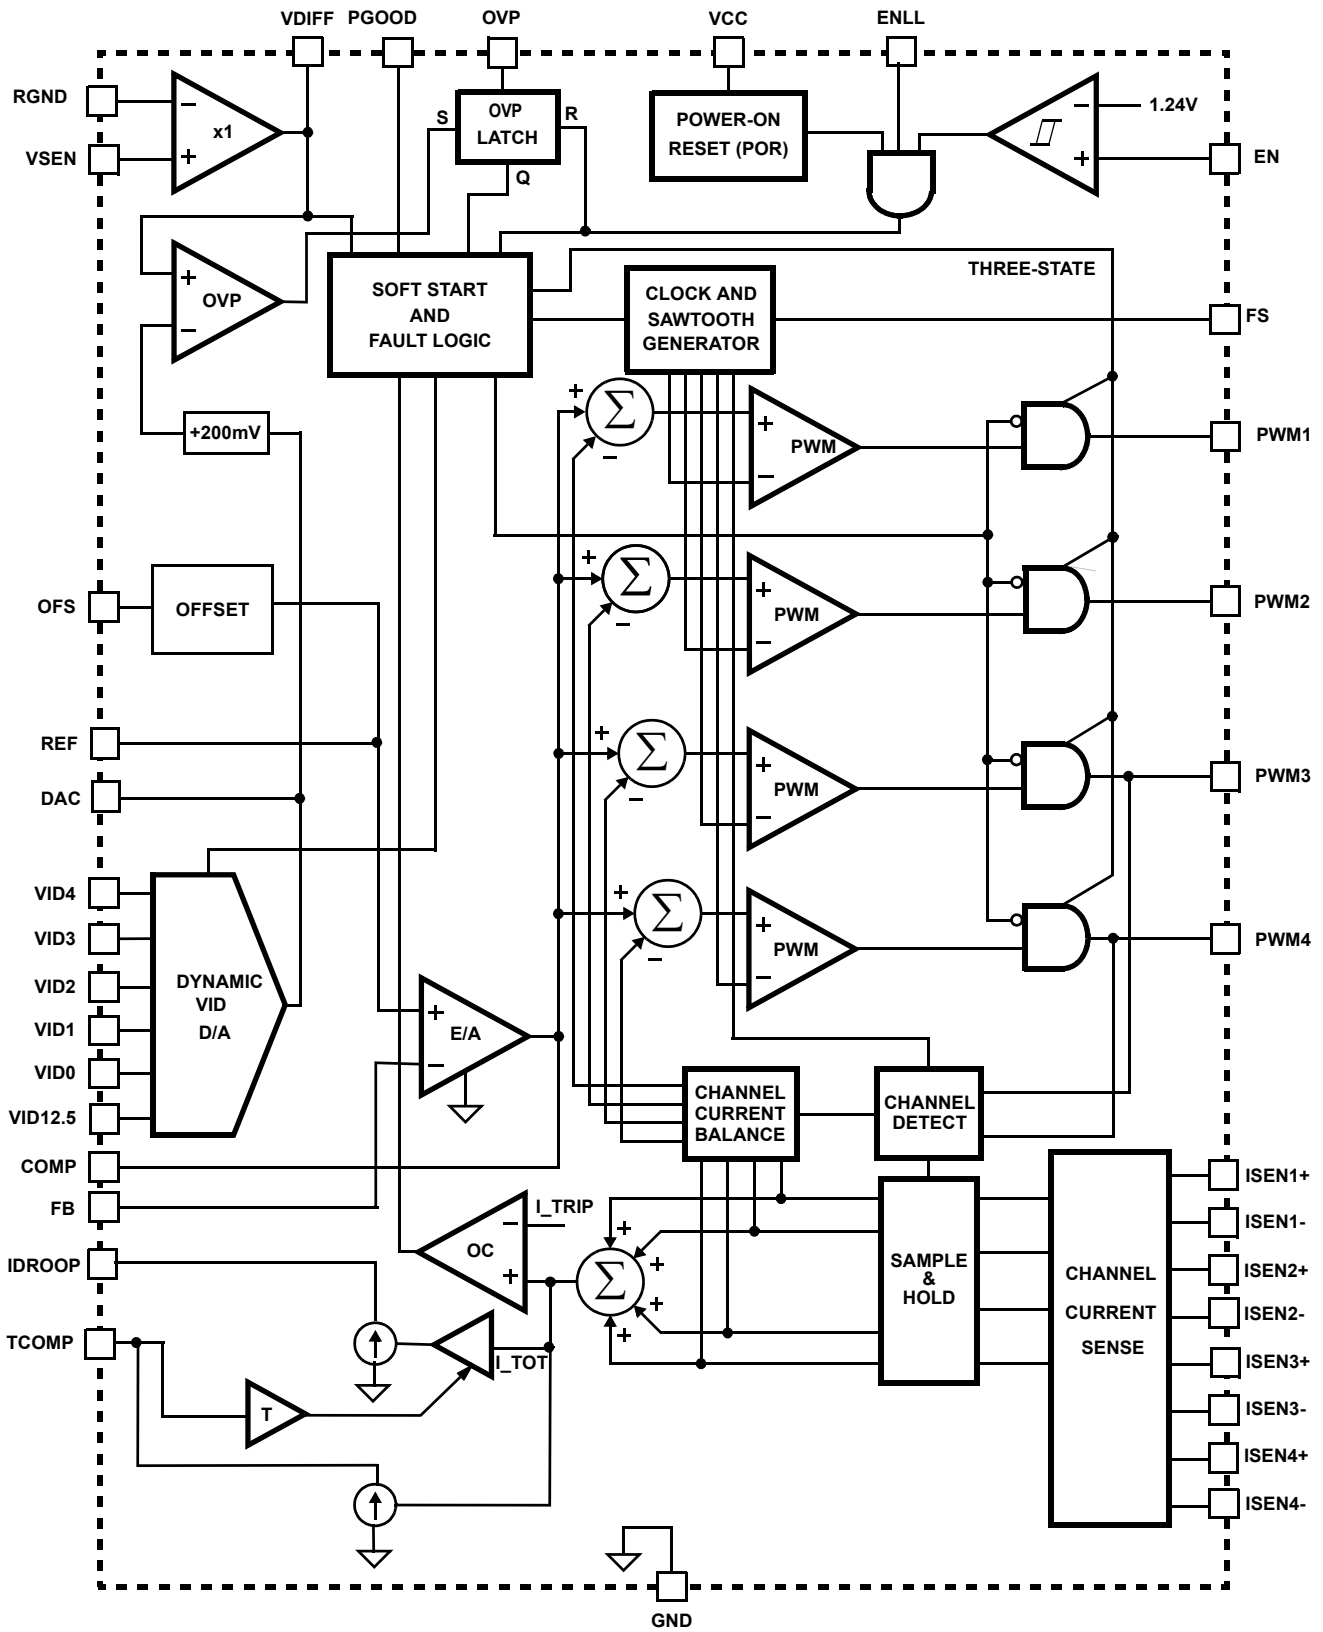 VDIFF PGOOD OVP VCC ENLL
RGND
VSEN
− x1 +
S
OVP
LATCH
R
Q
POWER-ON
RESET (POR)
− 1.24V
+
EN
+ OVP −
SOFT START
AND
FAULT LOGIC
THREE-STATE
CLOCK AND
SAWTOOTH
GENERATOR
FS
+200mV
+ Σ −
+ PWM −
PWM1
OFS
OFFSET
+ Σ −
+ PWM −
PWM2
REF
DAC
+ Σ −
+ PWM −
PWM3
VID4
VID3
VID2
VID1
VID0
VID12.5
DYNAMIC
VID
D/A
+ Σ −
+ PWM −
PWM4
+ E/A −
COMP
FB
CHANNEL
CURRENT
BALANCE
CHANNEL
DETECT
IDROOP
TCOMP
− I_TRIP
OC
+
I_TOT
T
Σ
+
+
+
+
SAMPLE
&
HOLD
CHANNEL
CURRENT
SENSE
ISEN1+
ISEN1-
ISEN2+
ISEN2-
ISEN3+
ISEN3-
ISEN4+
ISEN4-
GND